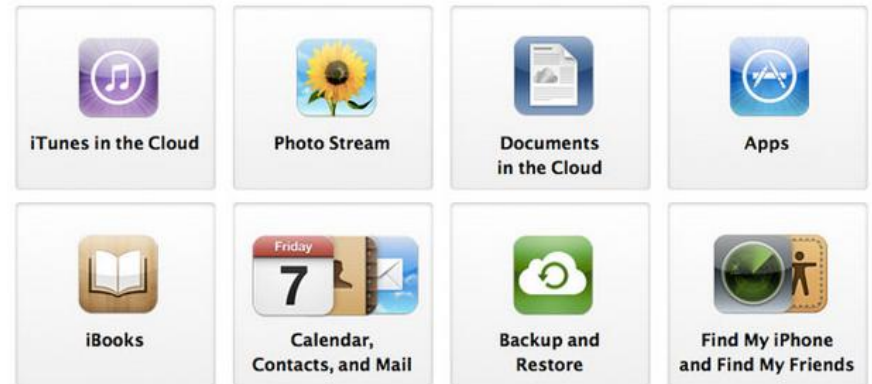 iTunes in the Cloud
Photo Stream
Documents
in the Cloud
Apps
iBooks
Friday
7
Calendar,
Contacts, and Mail
Backup and
Restore
Find My iPhone
and Find My Friends